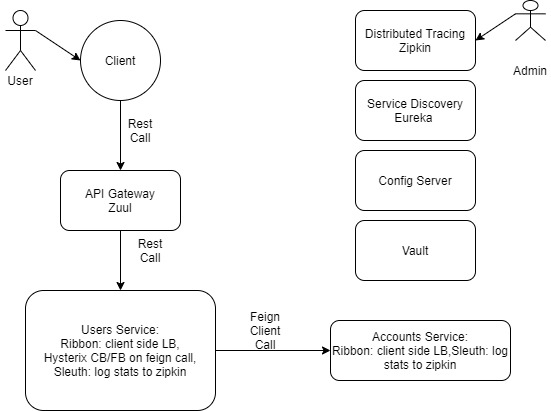 User
Client
Rest
Call
API Gateway
Zuul
Rest
Call
Users Service:
Ribbon: client side LB,
Hysterix CB/FB on feign call,
Sleuth: log stats to zipkin
Feign
Client
Call
Accounts Service:
Ribbon: client side LB,Sleuth: log
stats to zipkin
Distributed Tracing
Zipkin
Admin
Service Discovery
Eureka
Config Server
Vault